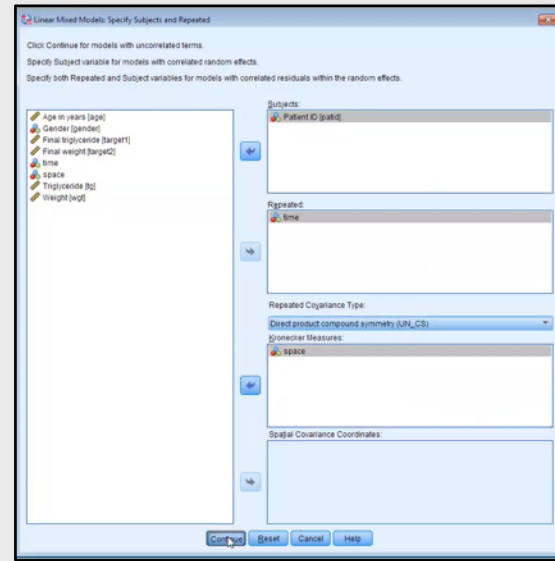 Linear Mixed Models: Specify Subjects and Repeated
Click Continue for models with uncorrelated terms.
Specify Subject variable for models with correlated random effects.
Specify both Repeated and Subject variables for models with correlated residuals within the random effects.
Age in years [age]
Gender [gender]
Final triglyceride [target1]
Final weight [target2]
time
space
Triglyceride [tg]
Weight [wgt]
Subjects:
Patient ID [patid]
Repeated:
time
Repeated Covariance Type:
Direct product compound symmetry (UN_CS)
Kronecker Measures:
space
Spatial Covariance Coordinates:
Continue Reset Cancel Help